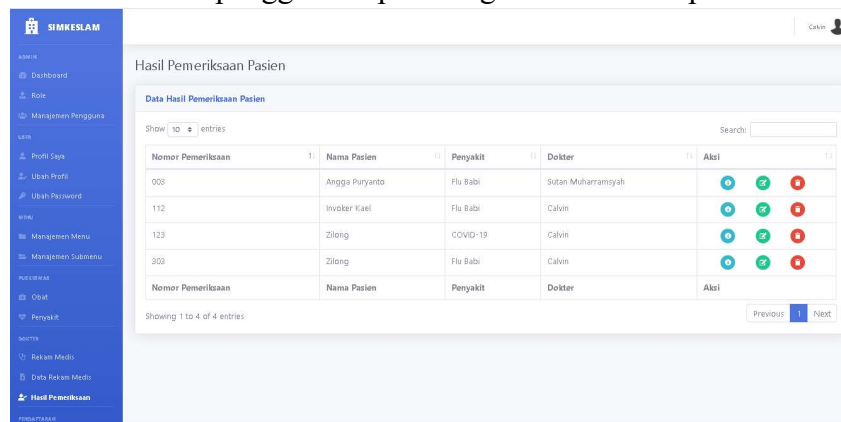 SIMKESLAM
Calvin
ADMIN
Dashboard
Role
Manajemen Pengguna
USER
Profil Saya
Ubah Profil
Ubah Password
MENU
Manajemen Menu
Manajemen Submenu
PUSKESWAN
Obat
Penyakit
DOKTER
Rekam Medis
Data Rekam Medis
Hasil Pemeriksaan
PENDAFTARAN
Hasil Pemeriksaan Pasien
Data Hasil Pemeriksaan Pasien
Show 10 entries
Search:
Nomor Pemeriksaan Nama Pasien Penyakit Dokter Aksi
003 Angga Puryanto Flu Babi Sutan Muharramsyah
112 Invoker Kael Flu Babi Calvin
123 Zilong COVID-19 Calvin
303 Zilong Flu Babi Calvin
Nomor Pemeriksaan Nama Pasien Penyakit Dokter Aksi
Showing 1 to 4 of 4 entries
Previous 1 Next